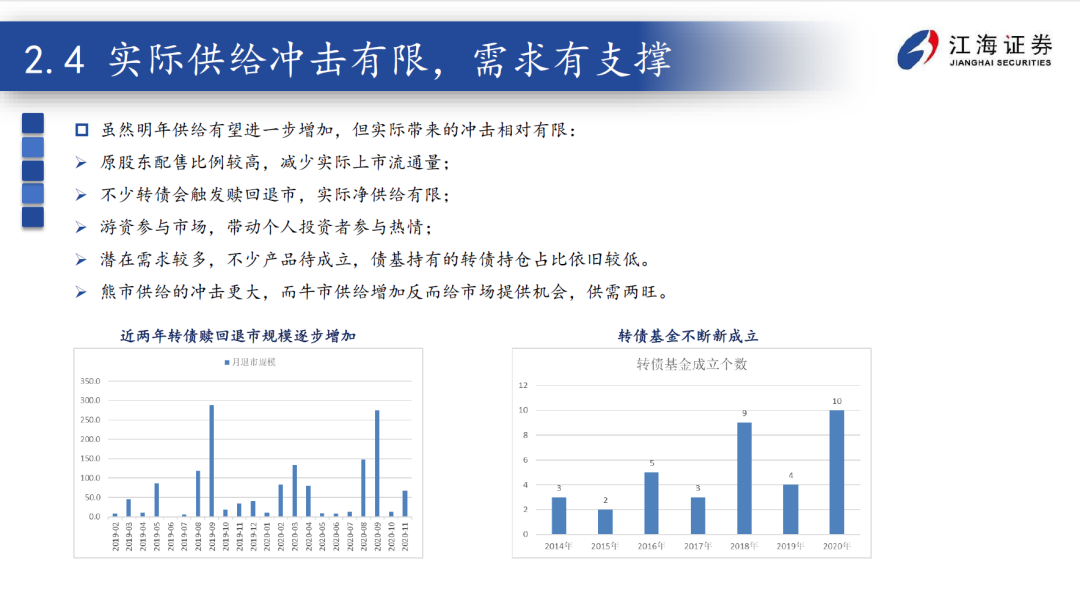 2.4 实际供给冲击有限，需求有支撑
江海证券
JIANGHAI SECURITIES
虽然明年供给有望进一步增加，但实际带来的冲击相对有限：
原股东配售比例较高，减少实际上市流通量；
不少转债会触发赎回退市，实际净供给有限；
游资参与市场，带动个人投资者参与热情；
潜在需求较多，不少产品待成立，债基持有的转债持仓占比依旧较低。
熊市供给的冲击更大，而牛市供给增加反而给市场提供机会，供需两旺。
近两年转债赎回退市规模逐步增加
月退市规模
350.0
300.0
250.0
200.0
150.0
100.0
50.0
0.0
2019-02 2019-03 2019-04 2019-05 2019-06 2019-07 2019-08 2019-09 2019-10 2019-11 2019-12 2020-01 2020-02 2020-03 2020-04 2020-05 2020-06 2020-07 2020-08 2020-09 2020-10 2020-11
转债基金不断新成立
转债基金成立个数
12
10
8
6
4
2
0
3 2 5 3 9 4 10
2014年 2015年 2016年 2017年 2018年 2019年 2020年